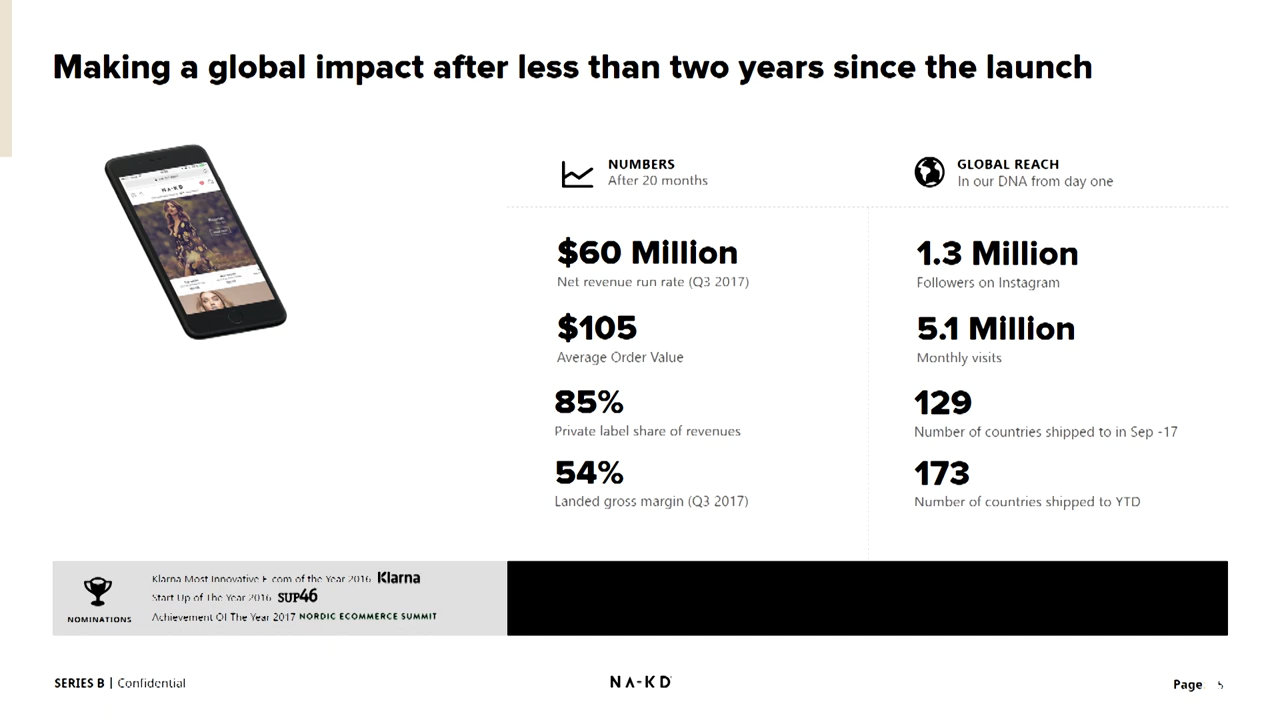 Making a global impact after less than two years since the launch
NA-KD
NUMBERS
After 20 months
$60 Million
Net revenue run rate (Q3 2017)
$105
Average Order Value
85%
Private label share of revenues
54%
Landed gross margin (Q3 2017)
GLOBAL REACH
In our DNA from day one
1.3 Million
Followers on Instagram
5.1 Million
Monthly visits
129
Number of countries shipped to in Sep -17
173
Number of countries shipped to YTD
NOMINATIONS
Klarna Most Innovative E-com of the Year 2016 Klarna
Start Up of The Year 2016 SUP46
Achievement Of The Year 2017 NORDIC ECOMMERCE SUMMIT
SERIES B | Confidential
NA-KD
Page 5